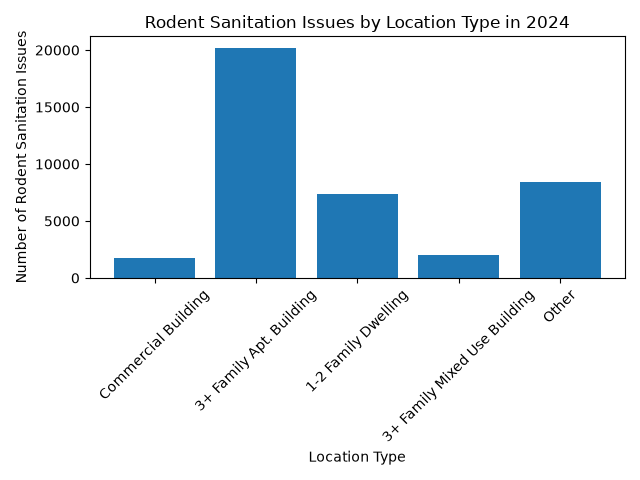 Rodent Sanitation Issues by Location Type in 2024
Number of Rodent Sanitation Issues
20000
15000
10000
5000
0
Commercial Building
3+ Family Apt. Building
1-2 Family Dwelling
3+ Family Mixed Use Building
Other
Location Type